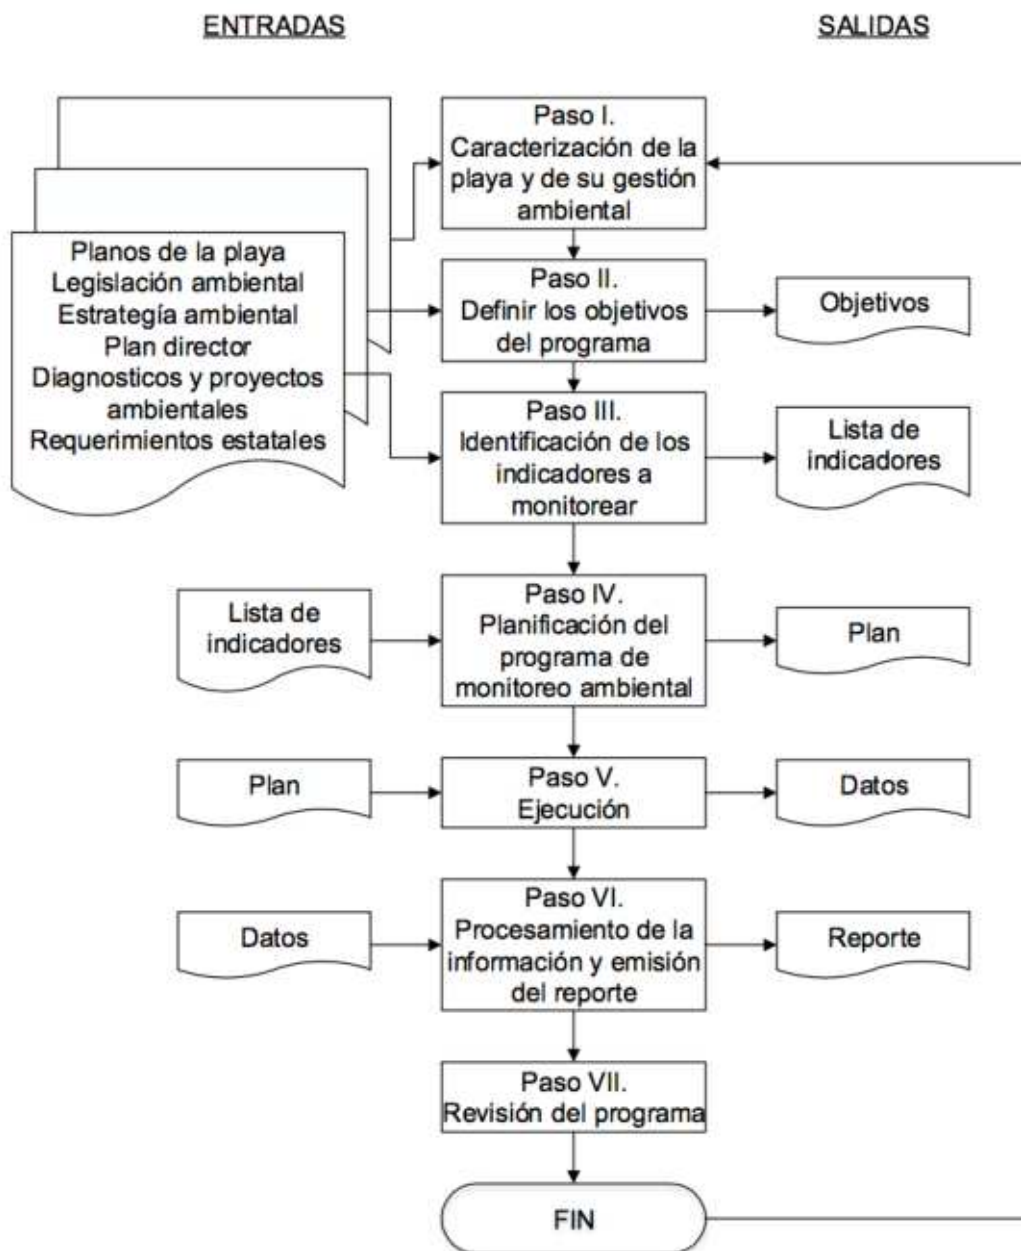 ENTRADAS
SALIDAS
Paso I.
Caracterización de la
playa y de su gestión
ambiental
Planos de la playa
Legislación ambiental
Estrategía ambiental
Plan director
Diagnosticos y proyectos
ambientales
Requerimientos estatales
Paso II.
Definir los objetivos
del programa
Objetivos
Paso III.
Identificación de los
indicadores a
monitorear
Lista de
indicadores
Lista de
indicadores
Paso IV.
Planificación del
programa de
monitoreo ambiental
Plan
Plan
Paso V.
Ejecución
Datos
Datos
Paso VI.
Procesamiento de la
información y emisión
del reporte
Reporte
Paso VII.
Revisión del programa
FIN